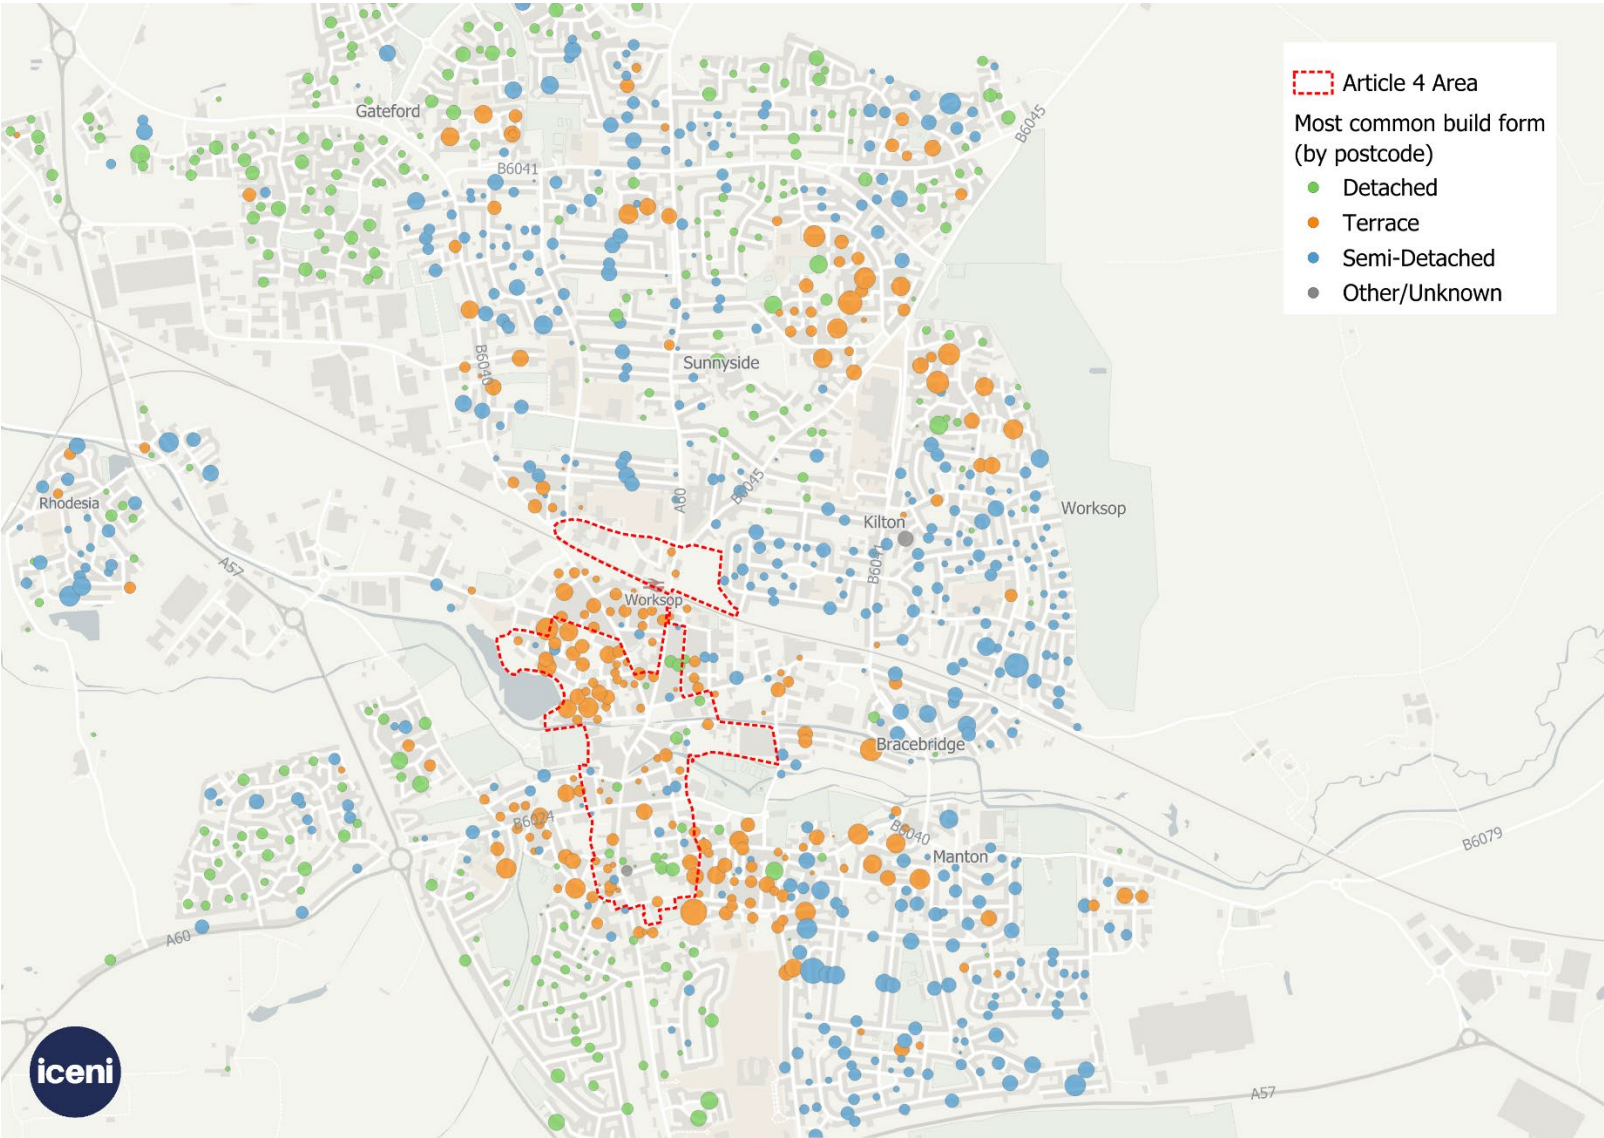 Article 4 Area
Most common build form
(by postcode)
Detached
Terrace
Semi-Detached
Other/Unknown
Gateford
B6045
B6041
B6040
Sunnyside
Rhodesia
A60
B6045
Kilton
Worksop
B6041
A57
Worksop
Bracebridge
B6024
B6040
Manton
B6079
A60
iceni
A57